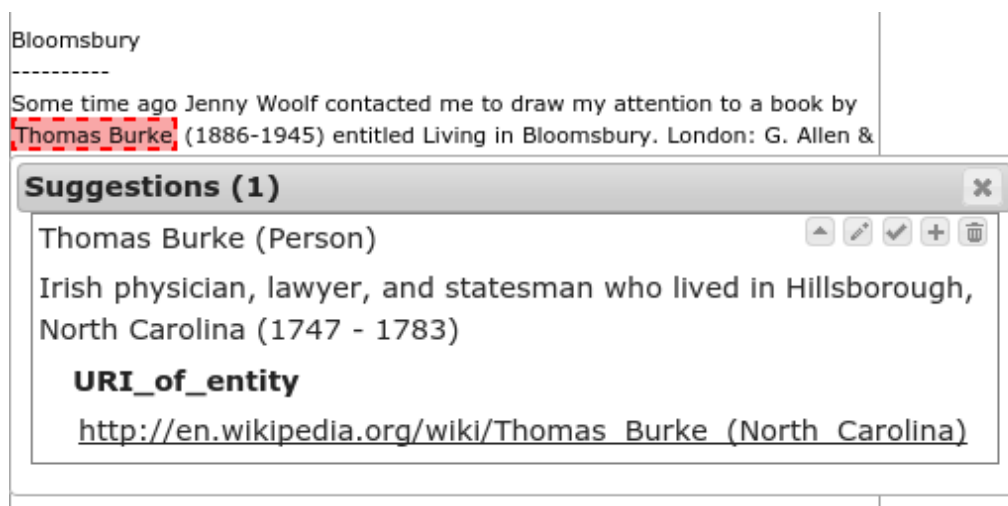 Bloomsbury
----------
Some time ago Jenny Woolf contacted me to draw my attention to a book by
Thomas Burke (1886-1945) entitled Living in Bloomsbury. London: G. Allen &
Suggestions (1)
Thomas Burke (Person)
Irish physician, lawyer, and statesman who lived in Hillsborough,
North Carolina (1747 - 1783)
URI_of_entity
http://en.wikipedia.org/wiki/Thomas_Burke_(North_Carolina)